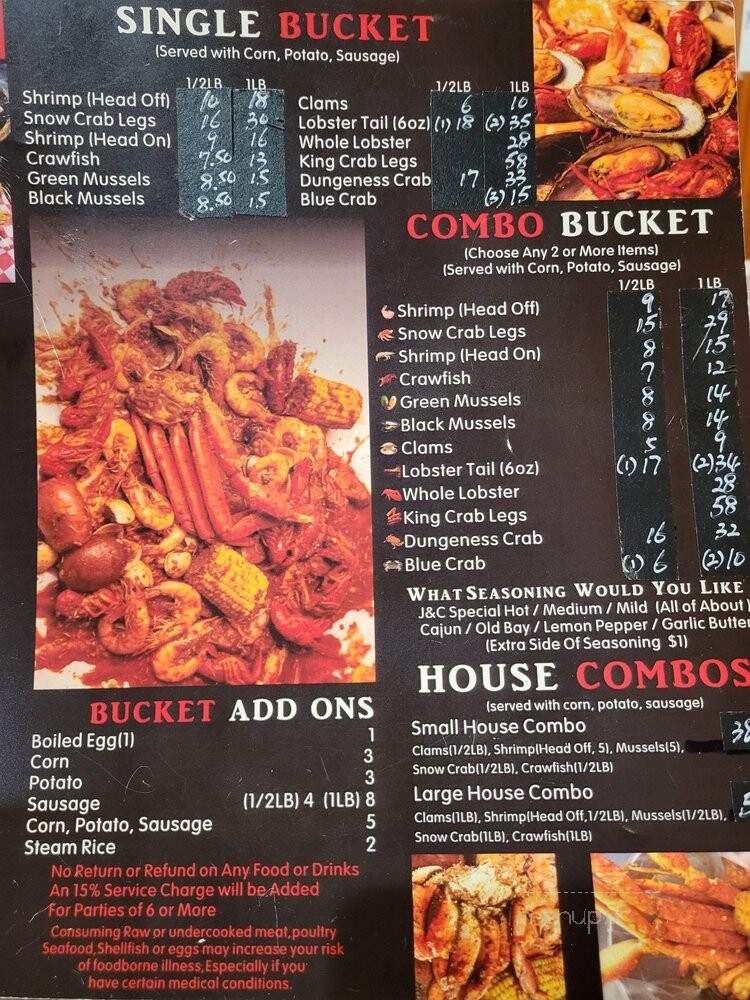 SINGLE BUCKET
(Served with Corn, Potato, Sausage)
1/2LB 1LB
Shrimp (Head Off) 10 18
Snow Crab Legs 16 30
Shrimp (Head On) 9 16
Crawfish 7.50 13
Green Mussels 8.50 15
Black Mussels 8.50 15
1/2LB 1LB
Clams 6 10
Lobster Tail (6oz) (1) 18 (2) 35
Whole Lobster 28
King Crab Legs 58
Dungeness Crab 17 33
Blue Crab (3) 15
COMBO BUCKET
(Choose Any 2 or More Items)
(Served with Corn, Potato, Sausage)
1/2LB 1LB
Shrimp (Head Off) 9 17
Snow Crab Legs 15 29
Shrimp (Head On) 8 15
Crawfish 7 12
Green Mussels 8 14
Black Mussels 8 14
Clams 5 9
Lobster Tail (6oz) (1) 17 (2) 34
Whole Lobster 28
King Crab Legs 58
Dungeness Crab 16 32
Blue Crab (1) 6 (2) 10
WHAT SEASONING WOULD YOU LIKE
J&C Special Hot / Medium / Mild (All of About)
Cajun / Old Bay / Lemon Pepper / Garlic Butter
(Extra Side Of Seasoning $1)
HOUSE COMBOS
(served with corn, potato, sausage)
Small House Combo 38
Clams(1/2LB), Shrimp(Head Off, 5), Mussels(5),
Snow Crab(1/2LB), Crawfish(1/2LB)
Large House Combo
Clams(1LB), Shrimp(Head Off,1/2LB), Mussels(1/2LB),
Snow Crab(1LB), Crawfish(1LB)
BUCKET ADD ONS
Boiled Egg(1) 1
Corn 3
Potato 3
Sausage (1/2LB) 4 (1LB) 8
Corn, Potato, Sausage 5
Steam Rice 2
No Return or Refund on Any Food or Drinks
An 15% Service Charge will be Added
For Parties of 6 or More
Consuming Raw or undercooked meat,poultry
Seafood,Shellfish or eggs may increase your risk
of foodborne illness,Especially if you
have certain medical conditions.